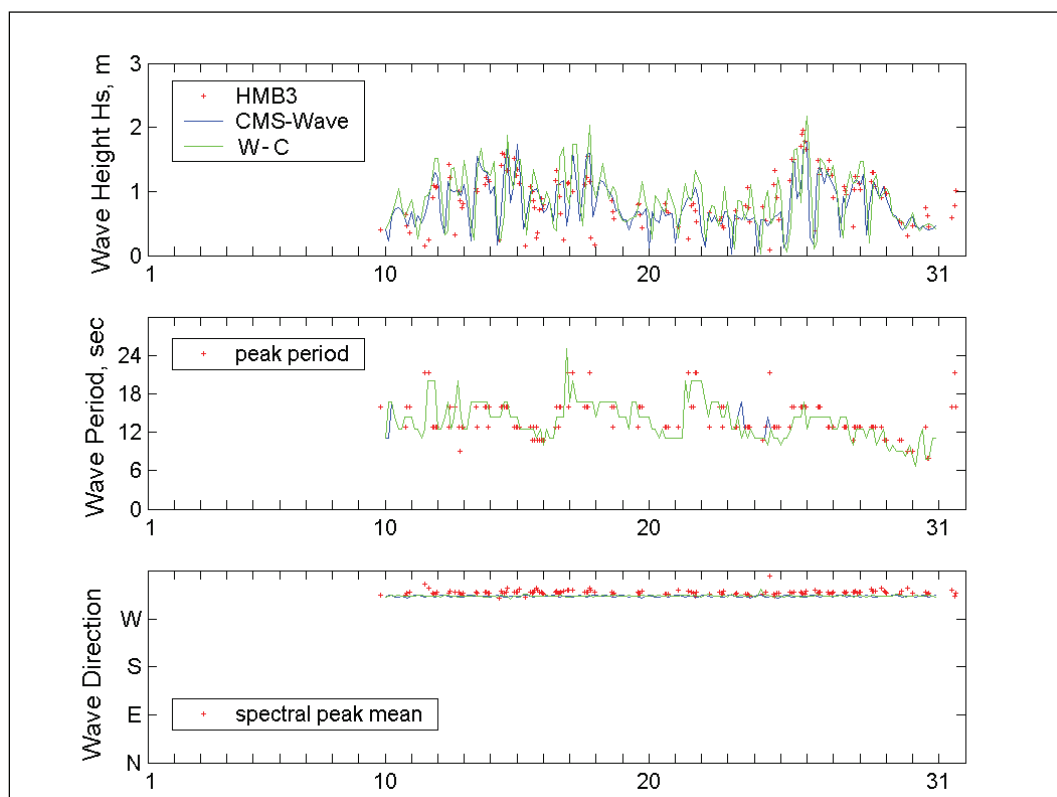 Wave Height Hs, m
3
2
1
0
HMB3
CMS-Wave
W-C
1
10
20
31
Wave Period, sec
24
18
12
6
0
peak period
1
10
20
31
Wave Direction
W
S
E
N
spectral peak mean
1
10
20
31